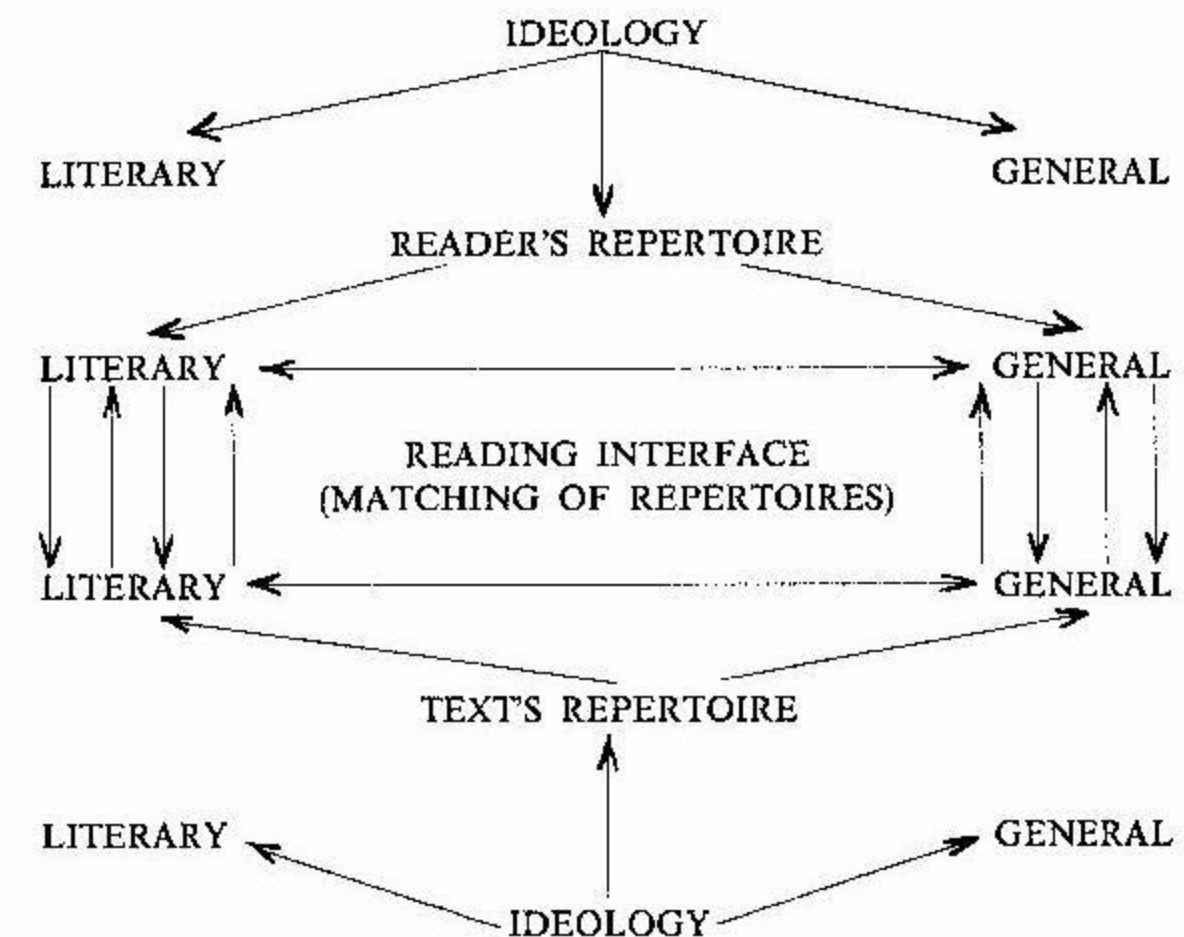 IDEOLOGY
LITERARY GENERAL
READER'S REPERTOIRE
LITERARY GENERAL
READING INTERFACE
(MATCHING OF REPERTOIRES)
LITERARY GENERAL
TEXT'S REPERTOIRE
LITERARY GENERAL
IDEOLOGY